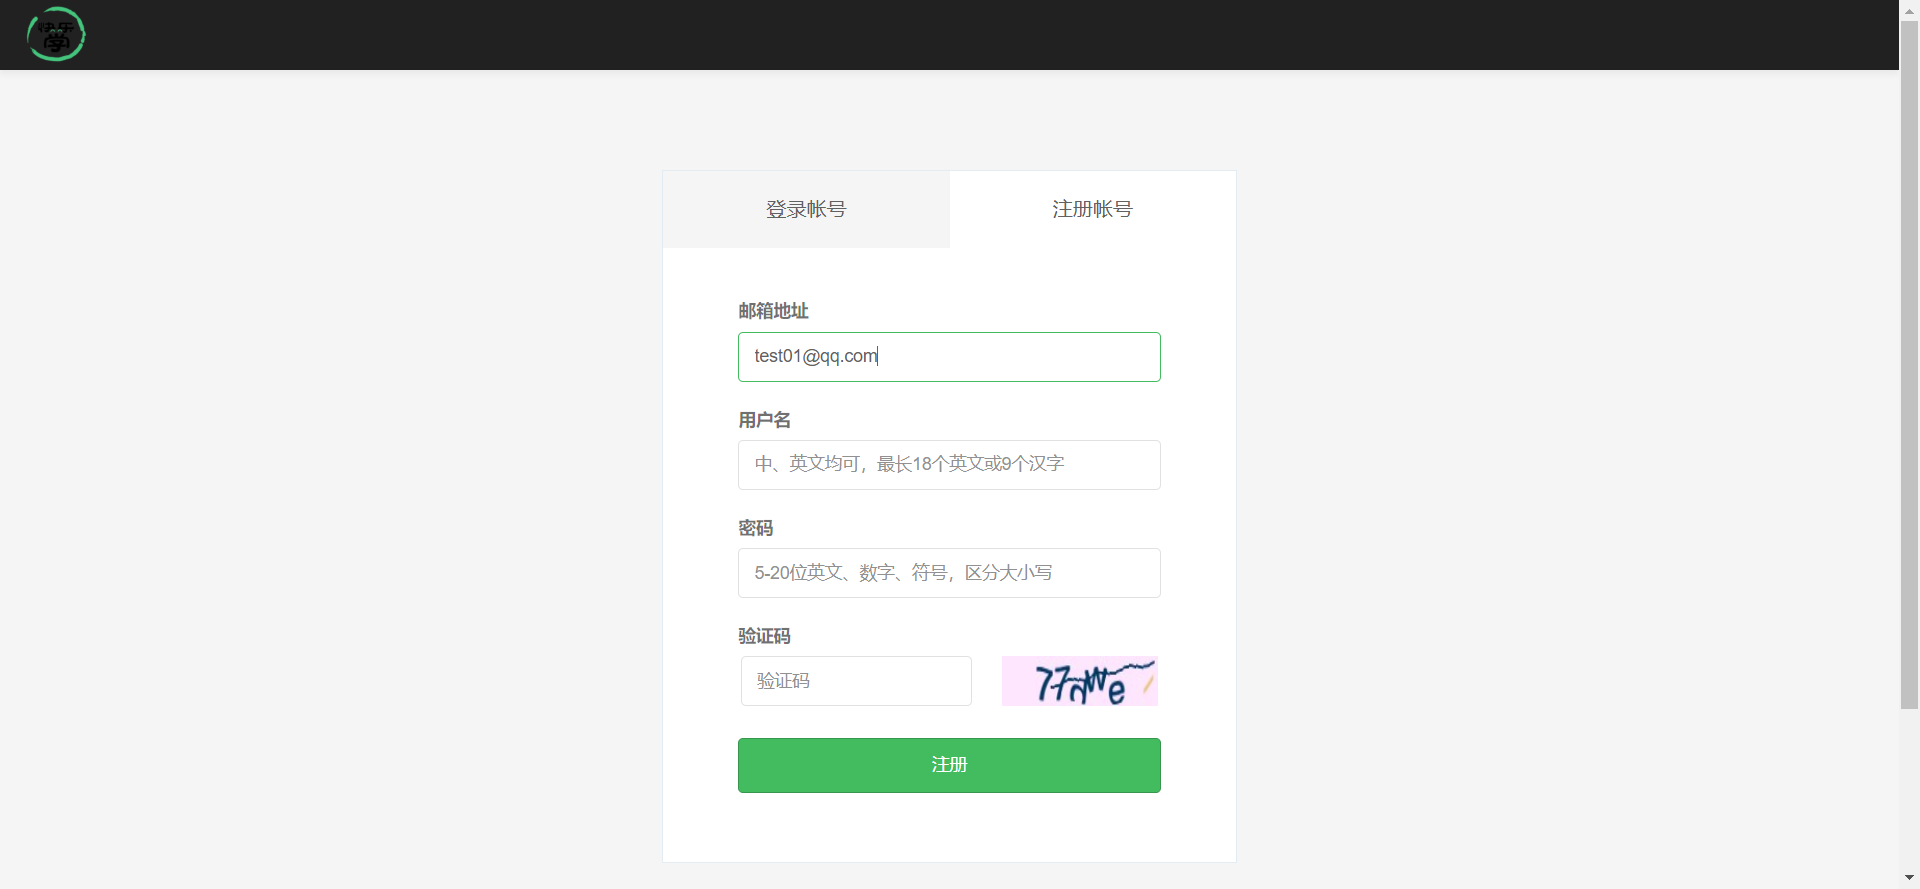 快乐
學
登录帐号
注册帐号
邮箱地址
test01@qq.com
用户名
中、英文均可，最长18个英文或9个汉字
密码
5-20位英文、数字、符号，区分大小写
验证码
验证码
注册